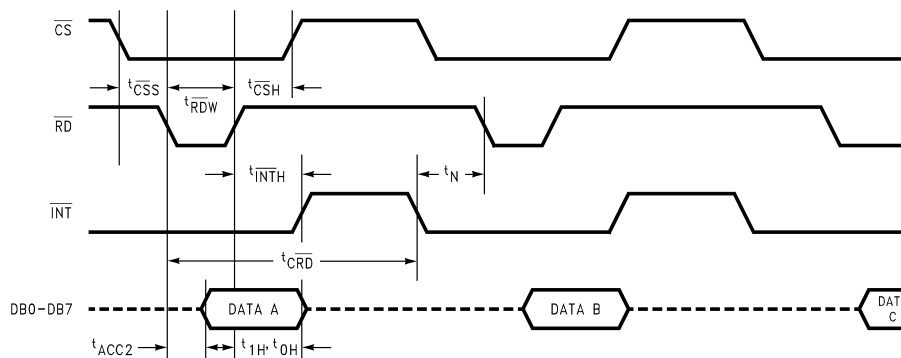 CS
tCSS
tRDW
tCSH
RD
tINTH
tN
INT
tCRD
DB0-DB7
DATA A
DATA B
DAT
C
tACC2
t1H, t0H